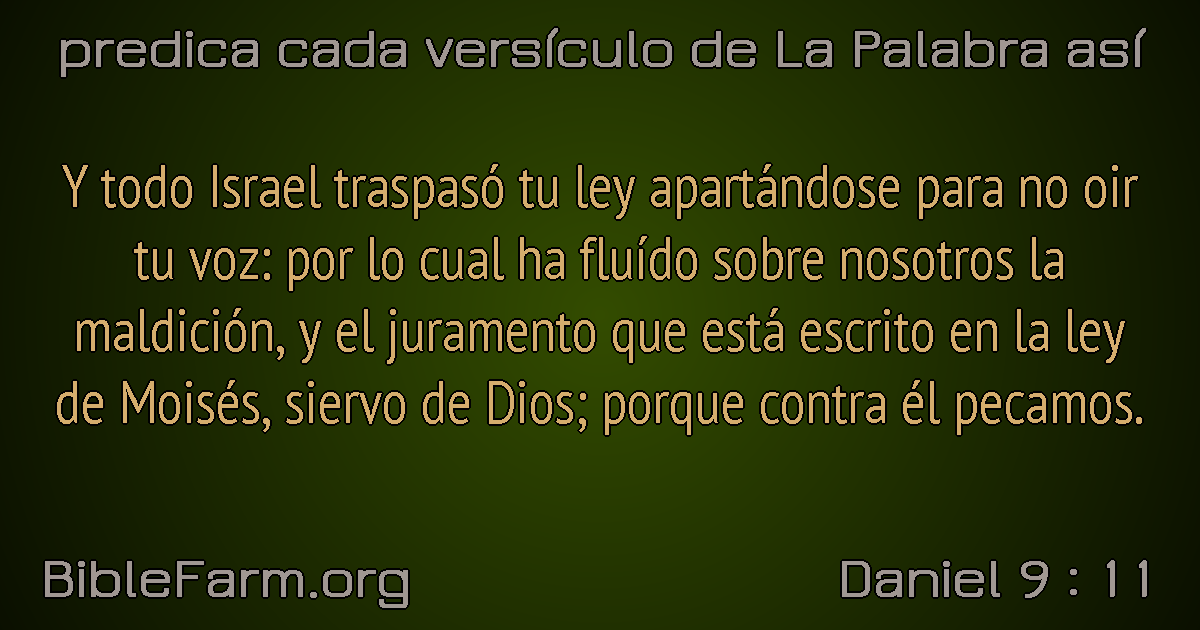 predica cada versículo de La Palabra así
Y todo Israel traspasó tu ley apartándose para no oir
tu voz: por lo cual ha fluído sobre nosotros la
maldición, y el juramento que está escrito en la ley
de Moisés, siervo de Dios; porque contra él pecamos.
BibleFarm.org
Daniel 9 : 11